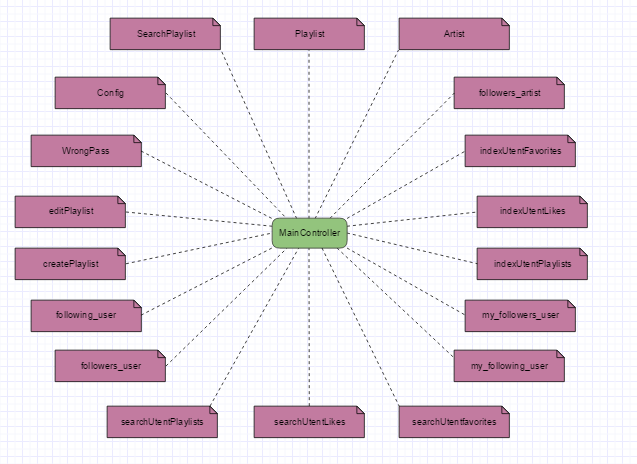 SearchPlaylist
Playlist
Artist
Config
followers_artist
WrongPass
indexUtentFavorites
editPlaylist
indexUtentLikes
MainController
createPlaylist
indexUtentPlaylists
following_user
my_followers_user
followers_user
my_following_user
searchUtentPlaylists
searchUtentLikes
searchUtentfavorites